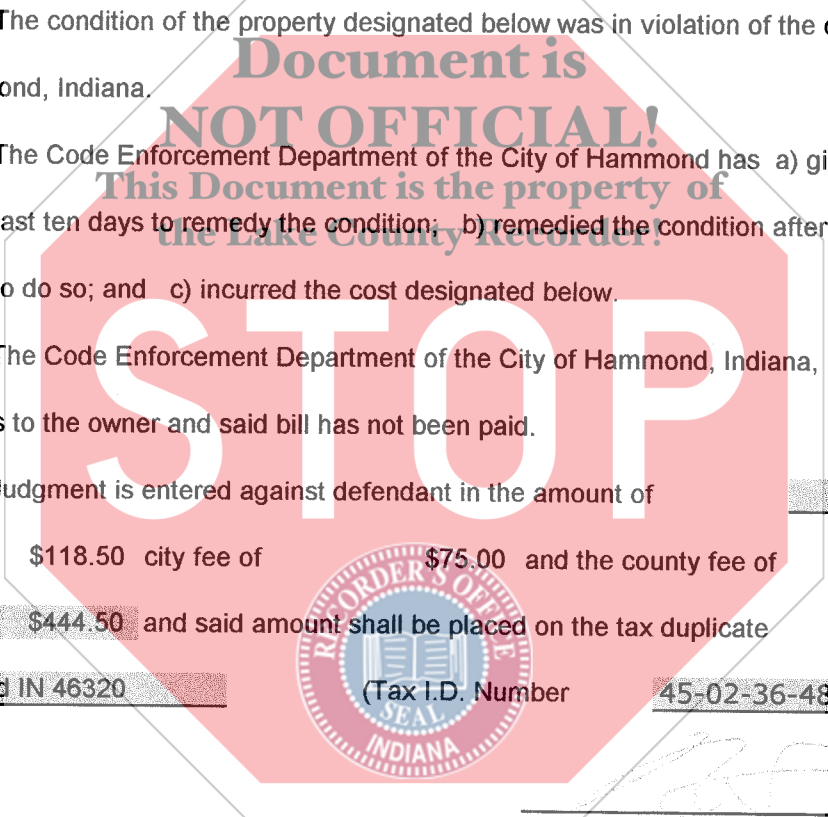 The condition of the property designated below was in violation of the
Document is
ond, Indiana.
NOT OFFICIAL!
The Code Enforcement Department of the City of Hammond has a) gi
This Document is the property of
ast ten days to remedy the condition; b) remedied the condition after
the Lake County Recorder!
o do so; and c) incurred the cost designated below.
STOP
The Code Enforcement Department of the City of Hammond, Indiana,
s to the owner and said bill has not been paid.
Judgment is entered against defendant in the amount of
$118.50 city fee of $75.00 and the county fee of
RECORDER'S OFFICE
$444.50 and said amount shall be placed on the tax duplicate
d IN 46320 (Tax I.D. Number 45-02-36-48
SEAL
INDIANA